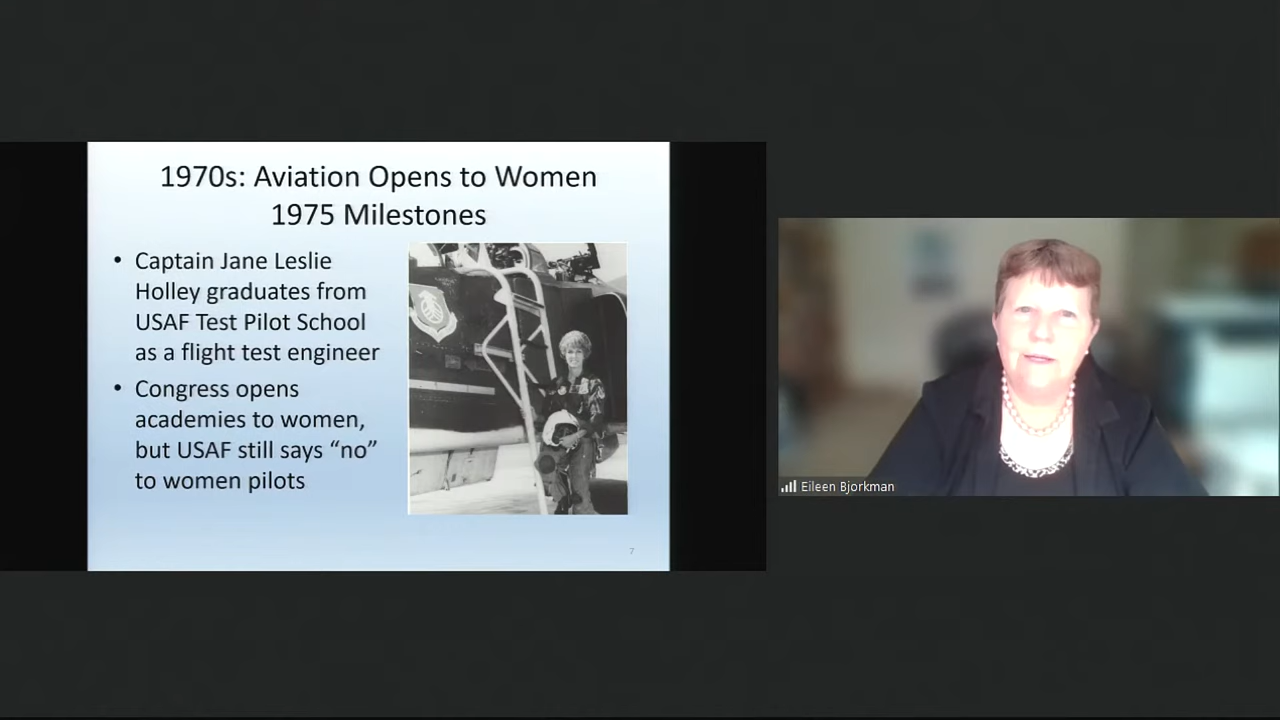 1970s: Aviation Opens to Women
1975 Milestones
• Captain Jane Leslie
Holley graduates from
USAF Test Pilot School
as a flight test engineer
• Congress opens
academies to women,
but USAF still says “no”
to women pilots
7
Eileen Bjorkman